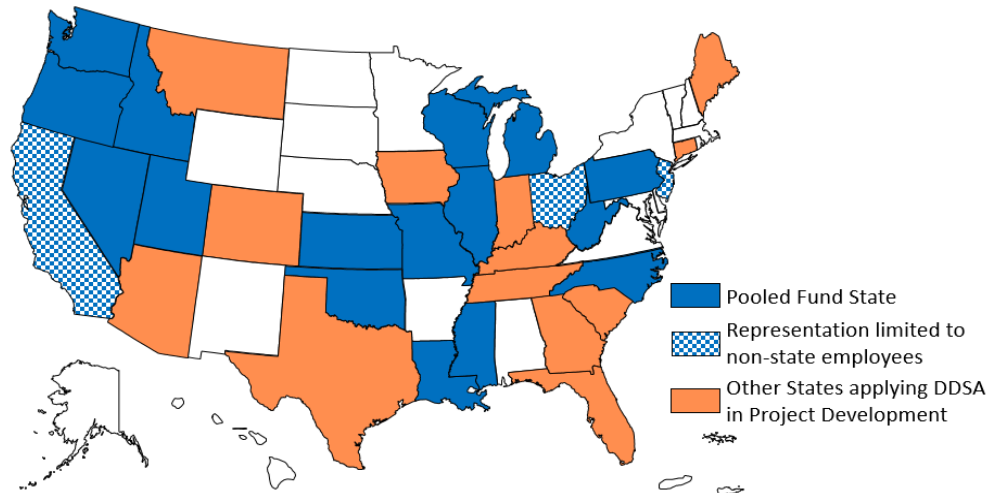 Pooled Fund State
Representation limited to
non-state employees
Other States applying DDSA
in Project Development